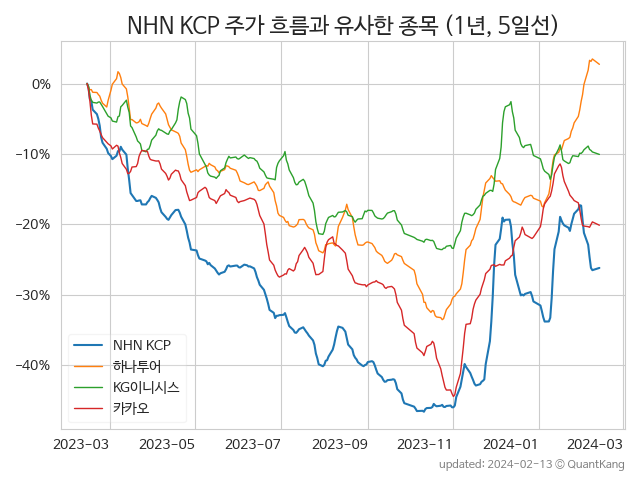 NHN KCP 주가 흐름과 유사한 종목 (1년, 5일선)
0%
−10%
−20%
−30%
−40%
NHN KCP
하나투어
KG이니시스
카카오
2023-03 2023-05 2023-07 2023-09 2023-11 2024-01 2024-03
updated: 2024-02-13 © QuantKang